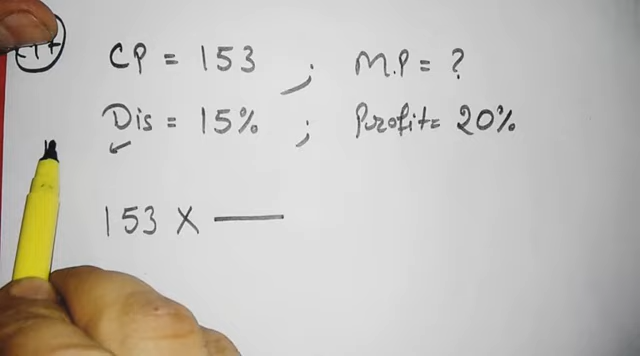 CP = 153 ; M.P = ?
Dis = 15% ; Profit = 20%
153 X —